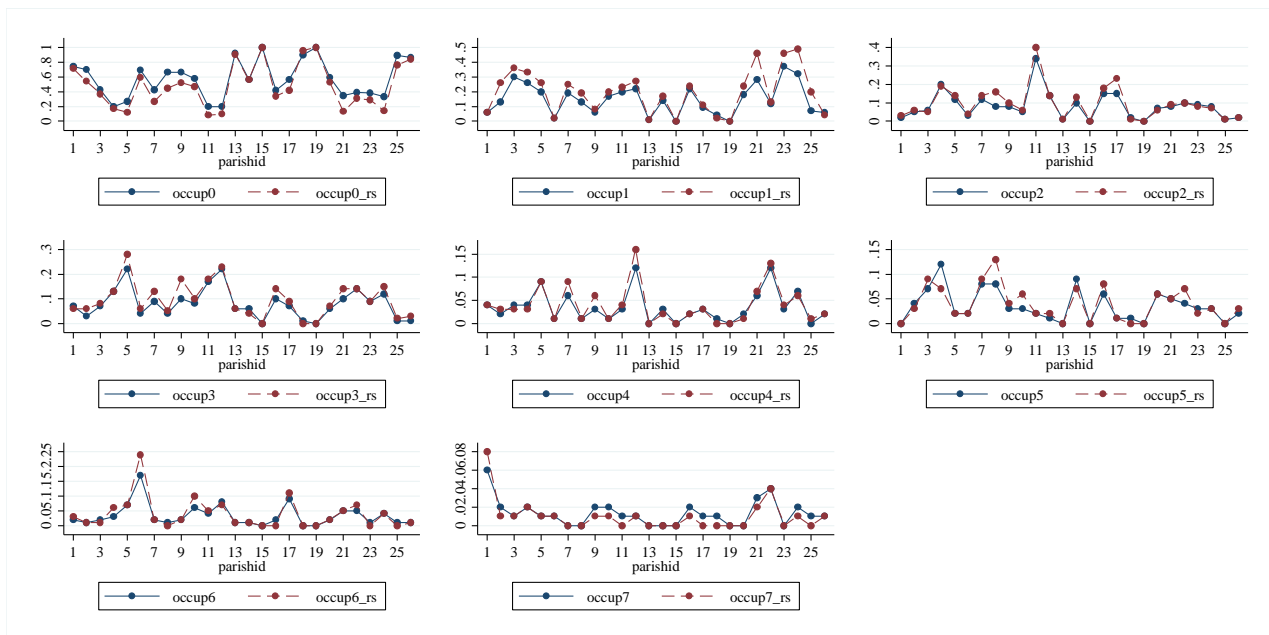 0 .2 .4 .6 .8 1
1 3 5 7 9 11 13 15 17 19 21 23 25
parishid
occup0 occup0_rs
0 .1 .2 .3 .4 .5
1 3 5 7 9 11 13 15 17 19 21 23 25
parishid
occup1 occup1_rs
0 .1 .2 .3 .4
1 3 5 7 9 11 13 15 17 19 21 23 25
parishid
occup2 occup2_rs
0 .1 .2 .3
1 3 5 7 9 11 13 15 17 19 21 23 25
parishid
occup3 occup3_rs
0 .05 .1 .15
1 3 5 7 9 11 13 15 17 19 21 23 25
parishid
occup4 occup4_rs
0 .05 .1 .15
1 3 5 7 9 11 13 15 17 19 21 23 25
parishid
occup5 occup5_rs
0 .05 .1 .15 .2 .25
1 3 5 7 9 11 13 15 17 19 21 23 25
parishid
occup6 occup6_rs
0 .02 .04 .06 .08
1 3 5 7 9 11 13 15 17 19 21 23 25
parishid
occup7 occup7_rs